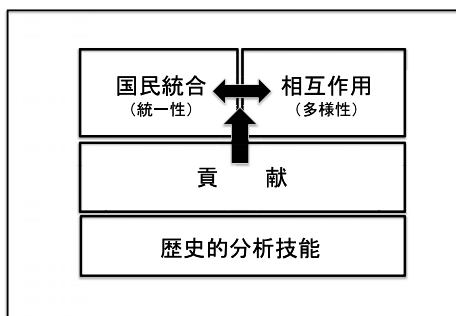 国民統合
(統一性)
相互作用
(多様性)
貢　献
歴史的分析技能